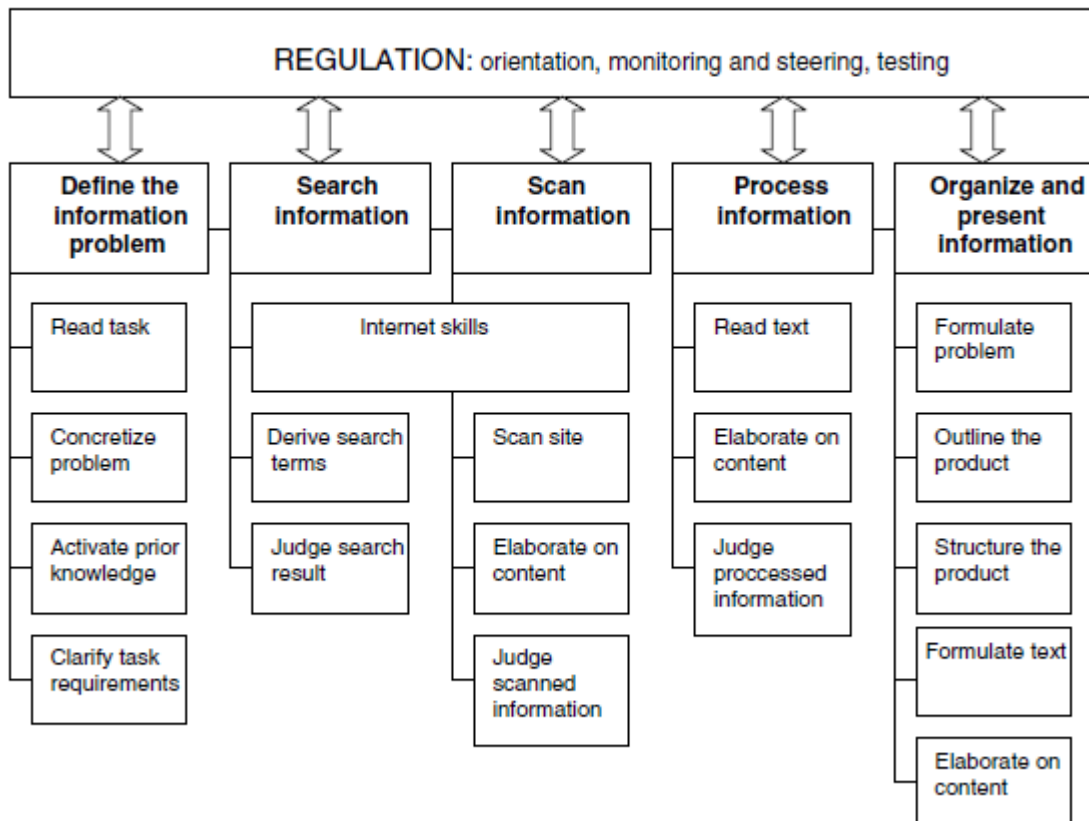 REGULATION: orientation, monitoring and steering, testing
Define the
information
problem
Search
information
Scan
information
Process
information
Organize and
present
information
Read task
Concretize
problem
Activate prior
knowledge
Clarify task
requirements
Internet skills
Derive search
terms
Judge search
result
Scan site
Elaborate on
content
Judge
scanned
information
Read text
Elaborate on
content
Judge
proccessed
information
Formulate
problem
Outline the
product
Structure the
product
Formulate text
Elaborate on
content